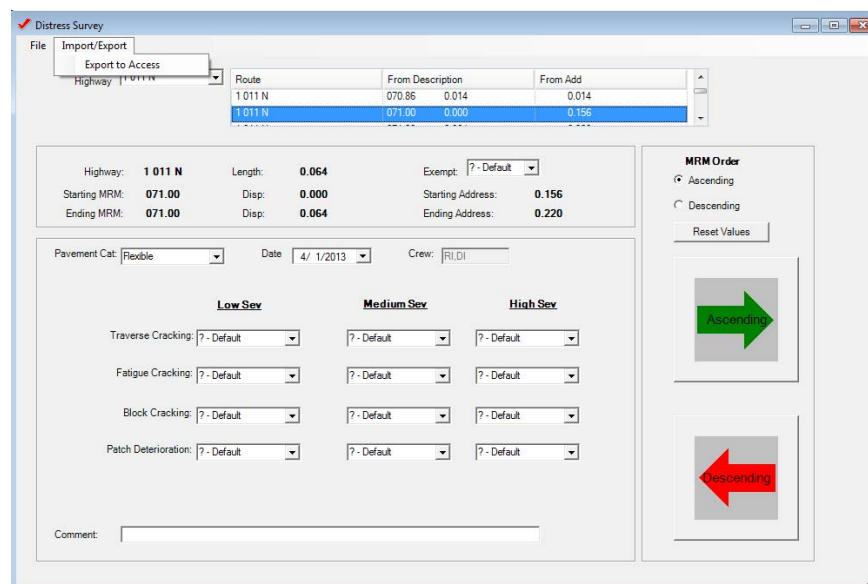 Distress Survey
File Import/Export
Export to Access
Highway 1 011 N
Route From Description From Add
1 011 N 070.86 0.014 0.014
1 011 N 071.00 0.000 0.156
Highway: 1 011 N Length: 0.064 Exempt: ? - Default
Starting MRM: 071.00 Disp: 0.000 Starting Address: 0.156
Ending MRM: 071.00 Disp: 0.064 Ending Address: 0.220
MRM Order
Ascending
Descending
Reset Values
Pavement Cat: Flexible Date 4/ 1/2013 Crew: RI,DI
Low Sev Medium Sev High Sev
Traverse Cracking: ? - Default ? - Default ? - Default
Fatigue Cracking: ? - Default ? - Default ? - Default
Block Cracking: ? - Default ? - Default ? - Default
Patch Deterioration: ? - Default ? - Default ? - Default
Comment:
Ascending
Descending